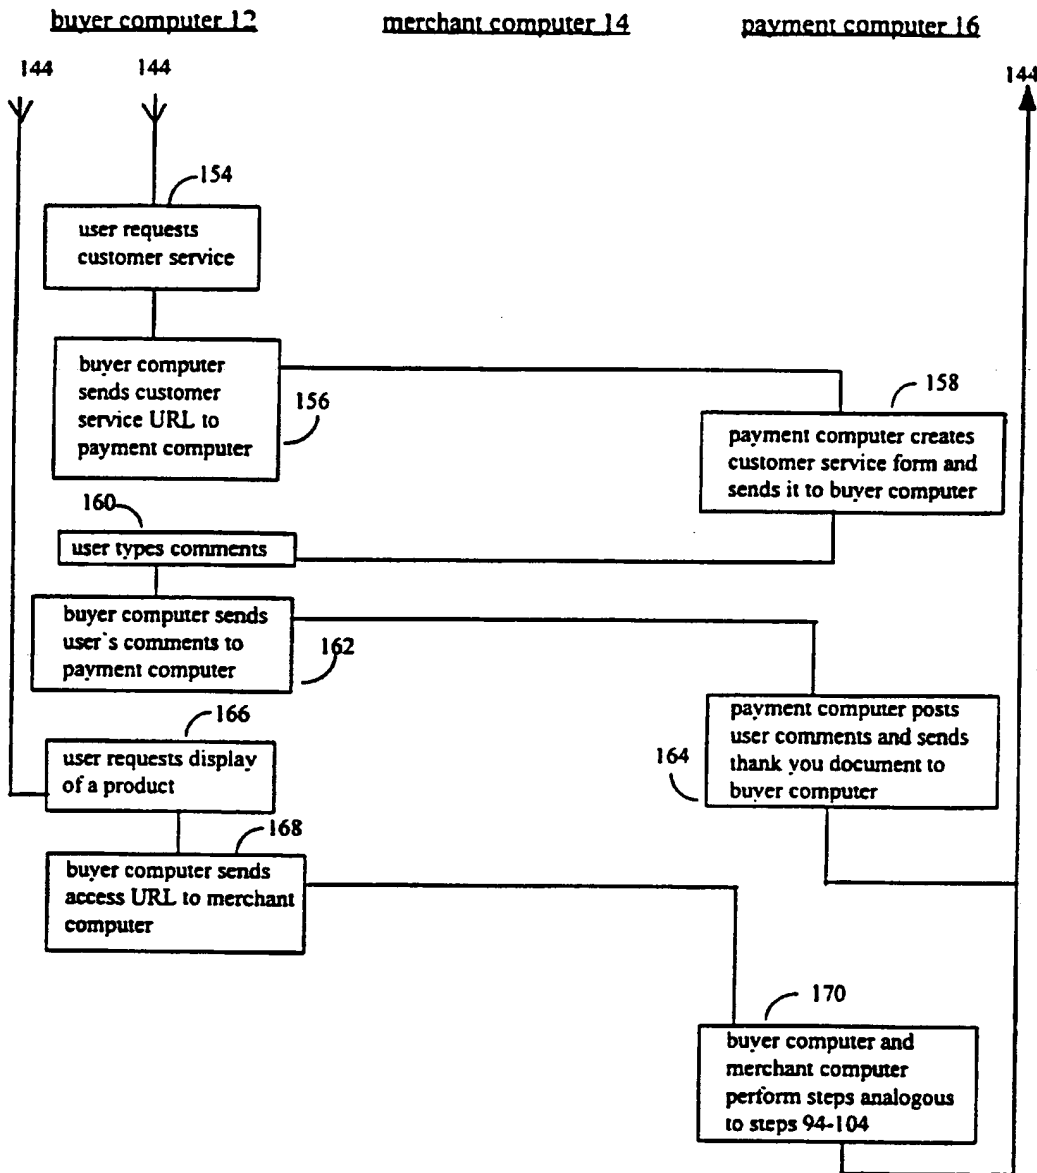 buyer computer 12
merchant computer 14
payment computer 16
144
144
144
154
user requests
customer service
buyer computer
sends customer
service URL to
payment computer
156
158
payment computer creates
customer service form and
sends it to buyer computer
160
user types comments
buyer computer sends
user's comments to
payment computer
162
166
user requests display
of a product
payment computer posts
user comments and sends
thank you document to
buyer computer
164
168
buyer computer sends
access URL to merchant
computer
170
buyer computer and
merchant computer
perform steps analogous
to steps 94-104